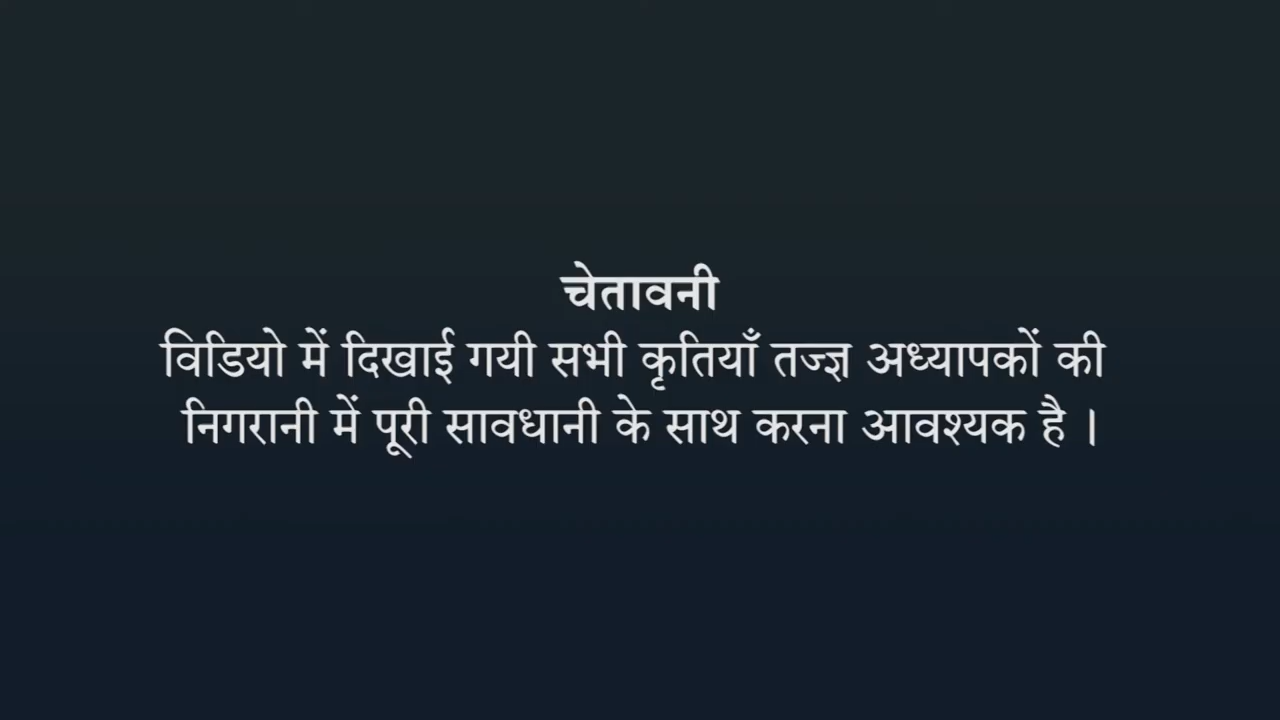 चेतावनी
विडियो में दिखाई गयी सभी कृतियाँ तज्ज्ञ अध्यापकों की
निगरानी में पूरी सावधानी के साथ करना आवश्यक है ।